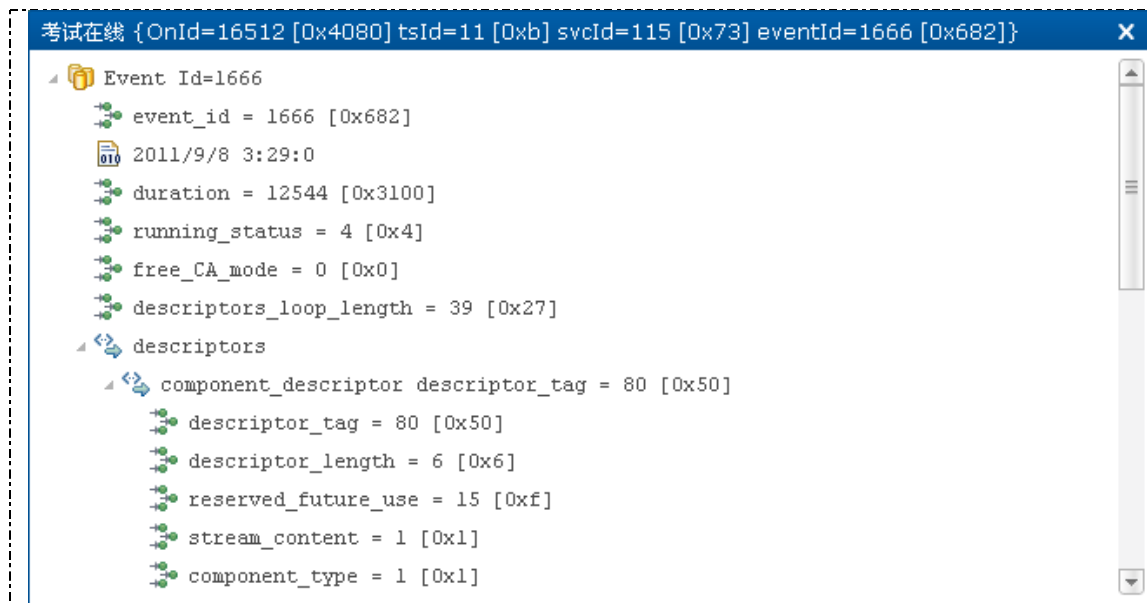 考试在线 {OnId=16512 [0x4080] tsId=11 [0xb] svcId=115 [0x73] eventId=1666 [0x682]}
Event Id=1666
event_id = 1666 [0x682]
2011/9/8 3:29:0
duration = 12544 [0x3100]
running_status = 4 [0x4]
free_CA_mode = 0 [0x0]
descriptors_loop_length = 39 [0x27]
descriptors
component_descriptor descriptor_tag = 80 [0x50]
descriptor_tag = 80 [0x50]
descriptor_length = 6 [0x6]
reserved_future_use = 15 [0xf]
stream_content = 1 [0x1]
component_type = 1 [0x1]